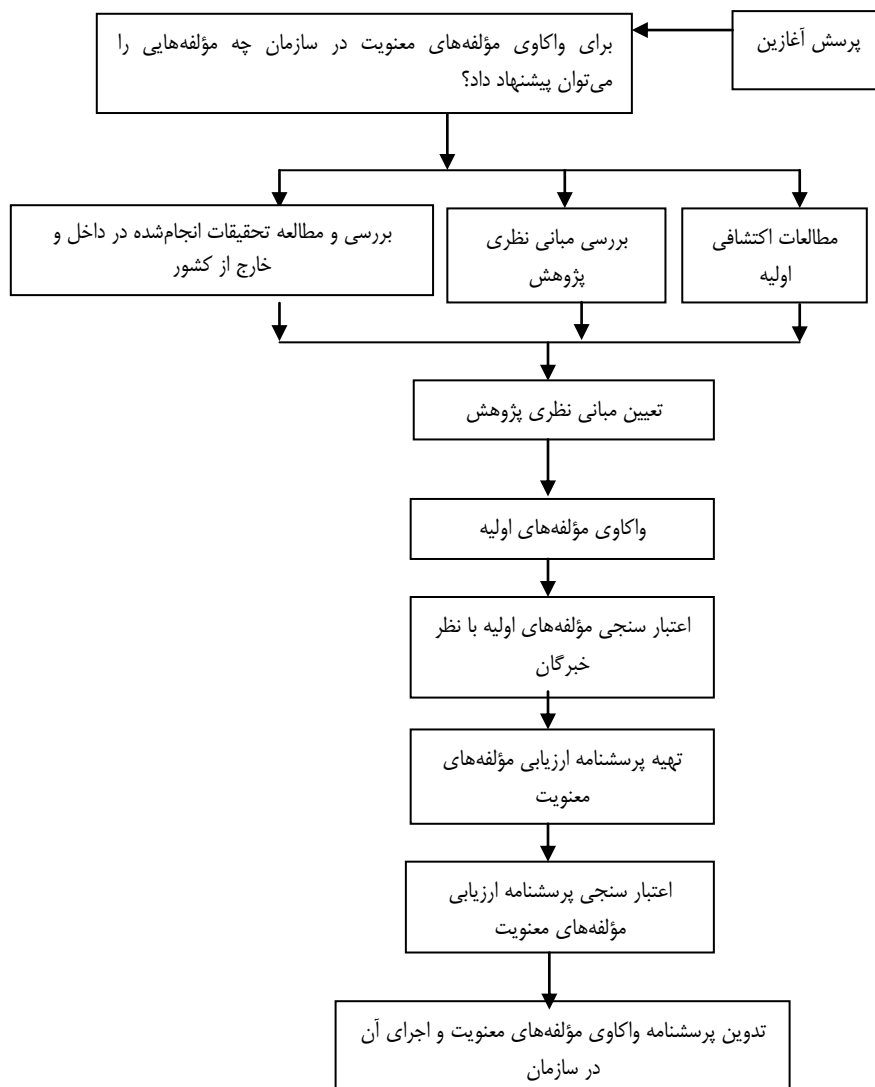 پرسش آغازین
برای واکاوی مؤلفه‌های معنویت در سازمان چه مؤلفه‌هایی را
می‌توان پیشنهاد داد؟
مطالعات اکتشافی
اولیه
بررسی مبانی نظری
پژوهش
بررسی و مطالعه تحقیقات انجام‌شده در داخل و
خارج از کشور
تعیین مبانی نظری پژوهش
واکاوی مؤلفه‌های اولیه
اعتبار سنجی مؤلفه‌های اولیه با نظر
خبرگان
تهیه پرسشنامه ارزیابی مؤلفه‌های
معنویت
اعتبار سنجی پرسشنامه ارزیابی
مؤلفه‌های معنویت
تدوین پرسشنامه واکاوی مؤلفه‌های معنویت و اجرای آن
در سازمان